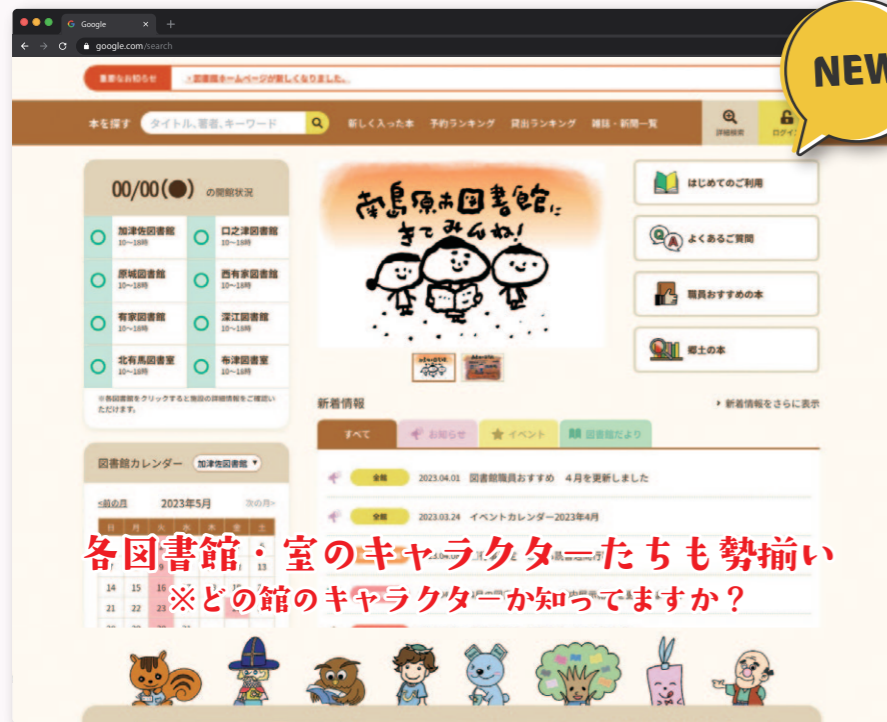 Google
google.com/search
NEW
重要なお知らせ
・図書館ホームページが新しくなりました。
本を探す
タイトル、著者、キーワード
新しく入った本 予約ランキング 貸出ランキング 雑誌・新聞一覧
詳細検索
ログイン
00/00(●) の開館状況
加津佐図書館
10~18時
口之津図書館
10~18時
原城図書館
10~18時
西有家図書館
10~18時
有家図書館
10~18時
深江図書館
10~18時
北有馬図書室
10~18時
布津図書室
10~18時
※各図書館をクリックすると施設の詳細情報をご確認い
ただけます。
南島原市図書館に
きてみんね!
はじめてのご利用
よくあるご質問
職員おすすめの本
郷土の本
新着情報
新着情報をさらに表示
すべて
お知らせ
イベント
図書館だより
全館 2023.04.01 図書館職員おすすめ 4月を更新しました
全館 2023.03.24 イベントカレンダー2023年4月
図書館カレンダー
加津佐図書館
<前の月
2023年5月
次の月>
日 月 火 水 木 金 土
各図書館・室のキャラクターたちも勢揃い
13
14 15 16
※どの館のキャラクターか知ってますか?
21 22 23